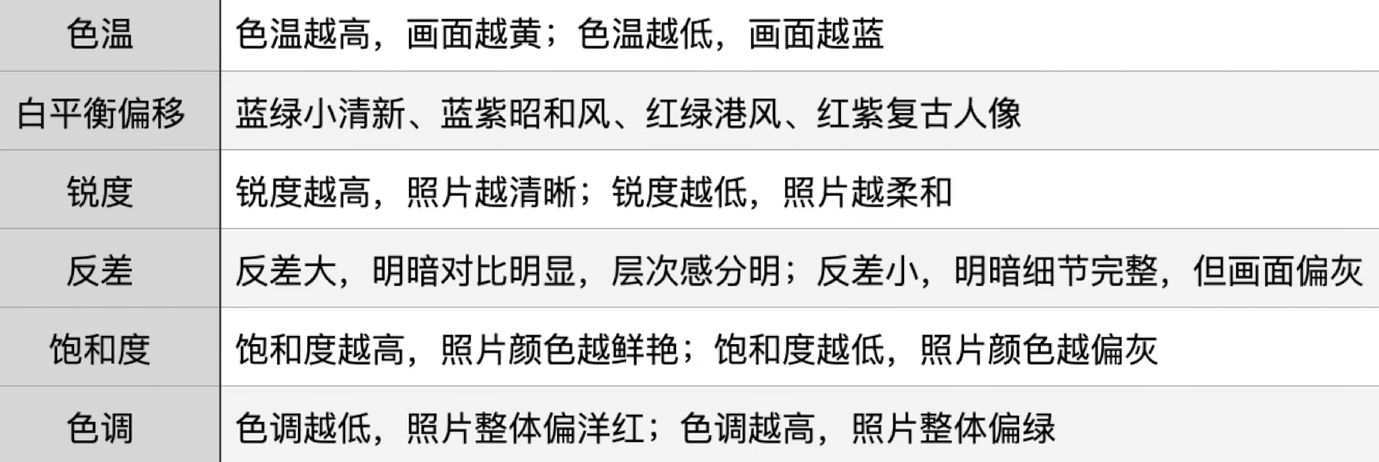 色温 色温越高，画面越黄；色温越低，画面越蓝
白平衡偏移 蓝绿小清新、蓝紫昭和风、红绿港风、红紫复古人像
锐度 锐度越高，照片越清晰；锐度越低，照片越柔和
反差 反差大，明暗对比明显，层次感分明；反差小，明暗细节完整，但画面偏灰
饱和度 饱和度越高，照片颜色越鲜艳；饱和度越低，照片颜色越偏灰
色调 色调越低，照片整体偏洋红；色调越高，照片整体偏绿